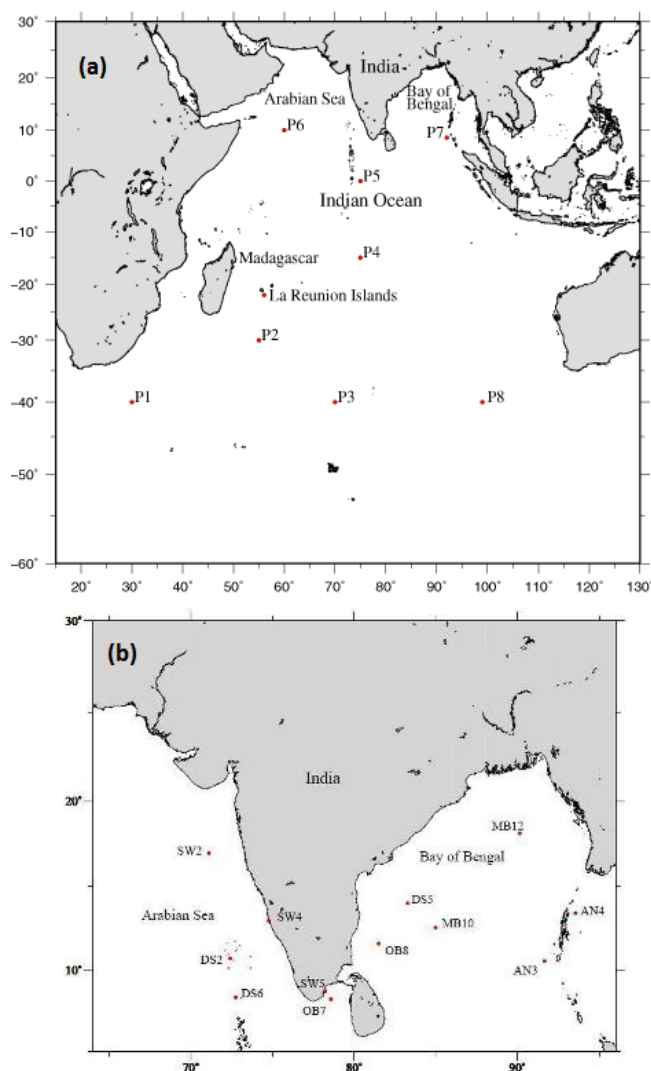 30°
(a)
India
20°
Arabian Sea
Bay of
Bengal
10°
P6
P7
0°
P5
Indian Ocean
−10°
P4
Madagascar
−20°
La Reunion Islands
−30°
P2
−40°
P1
P3
P8
−50°
−60°
20°
30°
40°
50°
60°
70°
80°
90°
100°
110°
120°
130°
30°
(b)
India
20°
MB12
SW2
Bay of Bengal
DS5
Arabian Sea
SW4
AN4
MB10
OB8
DS2
AN3
10°
SW5
DS6
OB7
70°
80°
90°